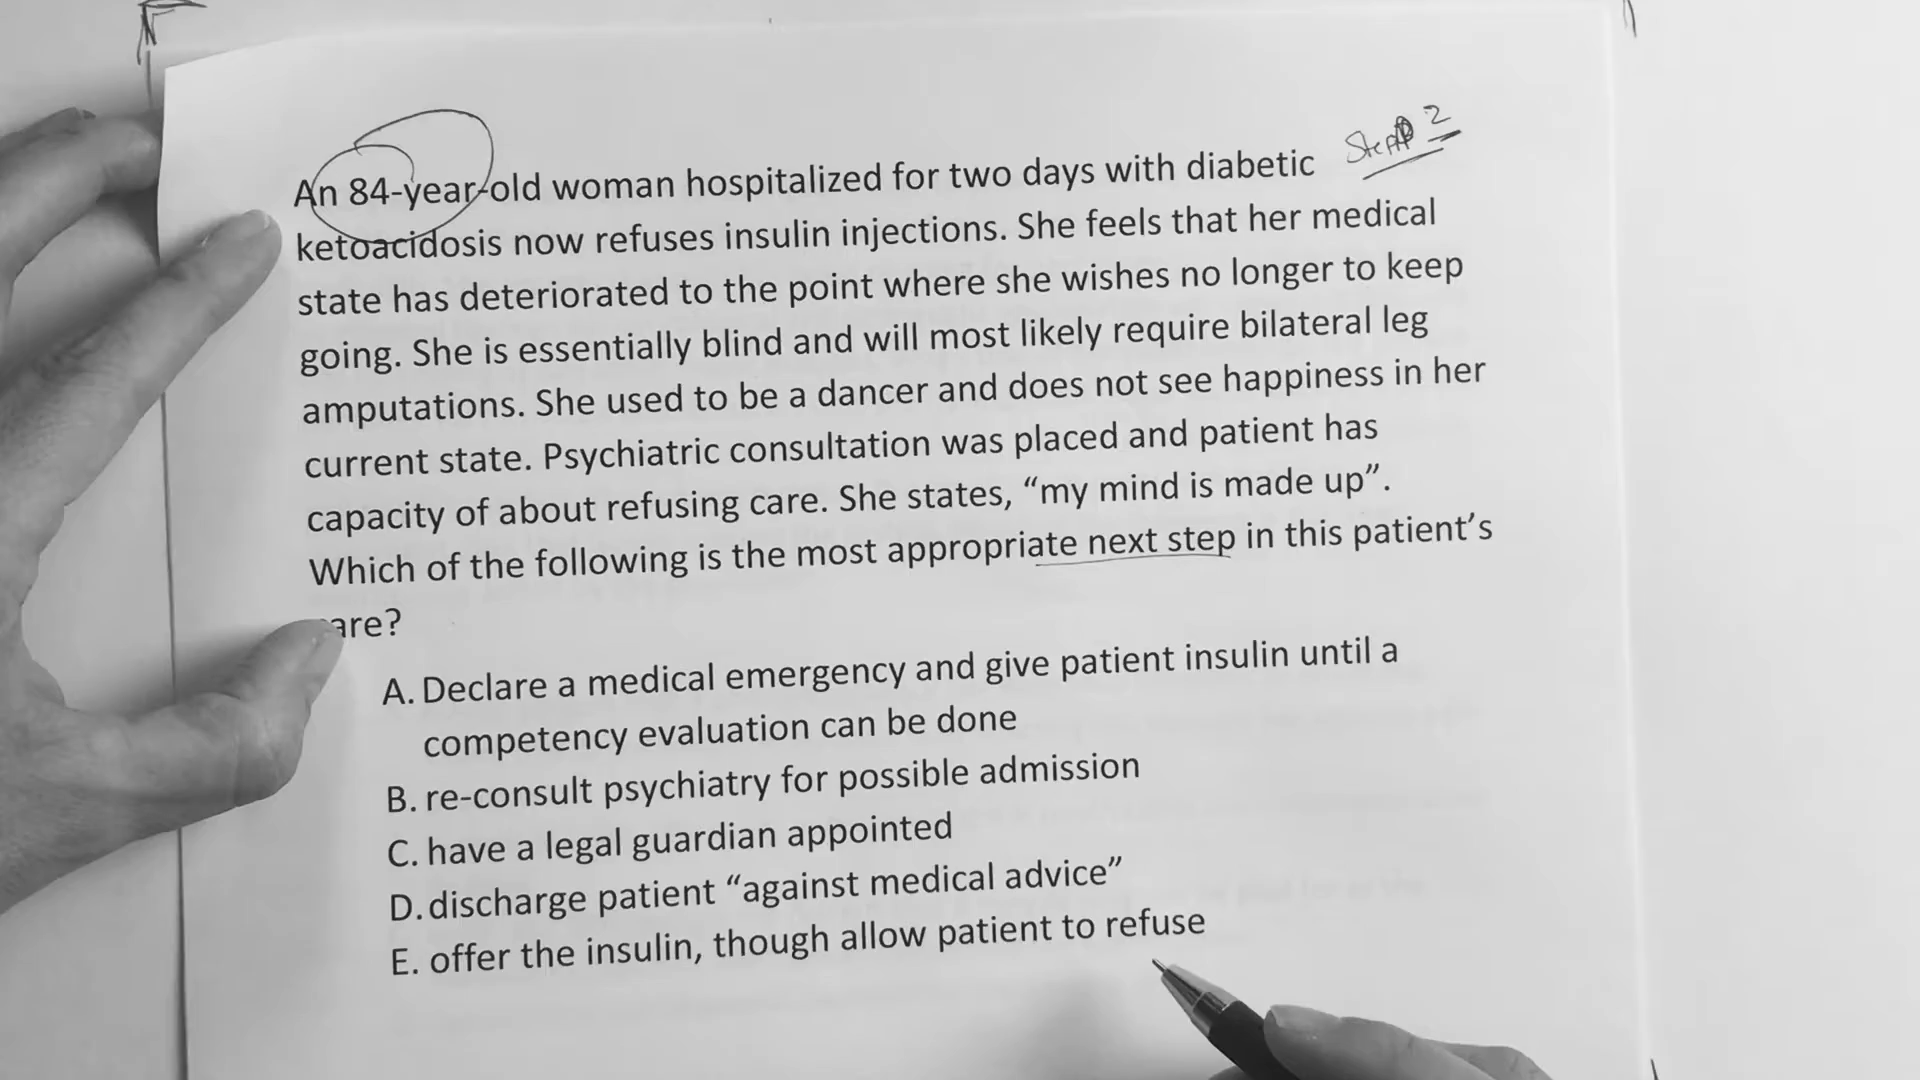 Step 2
An 84-year-old woman hospitalized for two days with diabetic
ketoacidosis now refuses insulin injections. She feels that her medical
state has deteriorated to the point where she wishes no longer to keep
going. She is essentially blind and will most likely require bilateral leg
amputations. She used to be a dancer and does not see happiness in her
current state. Psychiatric consultation was placed and patient has
capacity of about refusing care. She states, “my mind is made up”.
Which of the following is the most appropriate next step in this patient’s
are?
A. Declare a medical emergency and give patient insulin until a
competency evaluation can be done
B. re-consult psychiatry for possible admission
C. have a legal guardian appointed
D. discharge patient “against medical advice”
E. offer the insulin, though allow patient to refuse